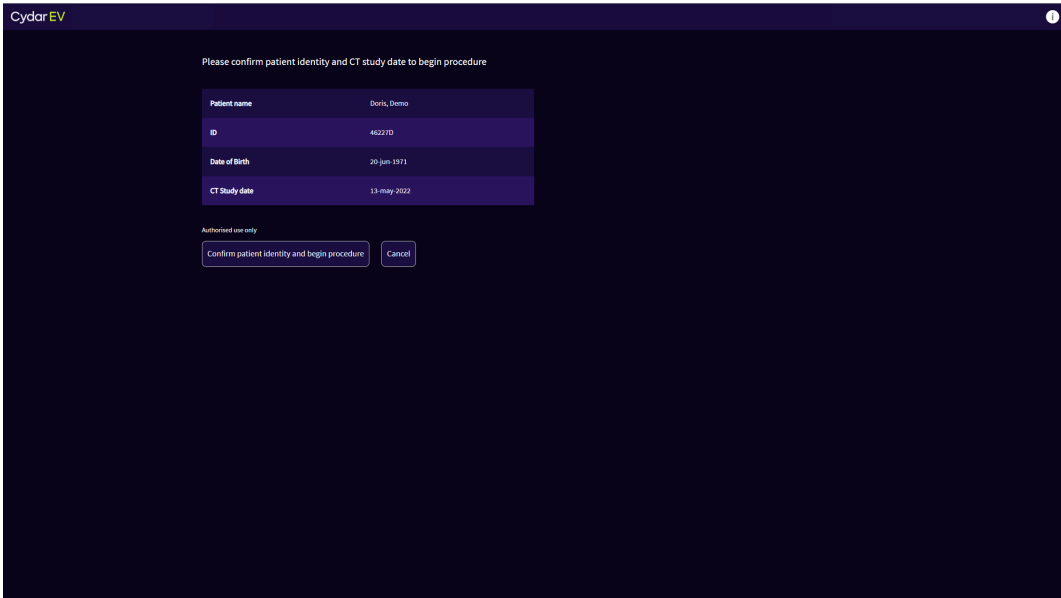 CydarEV
i
Please confirm patient identity and CT study date to begin procedure
Patient name Doris, Demo
ID 46227D
Date of Birth 20-jun-1971
CT Study date 13-may-2022
Authorised use only
Confirm patient identity and begin procedure Cancel